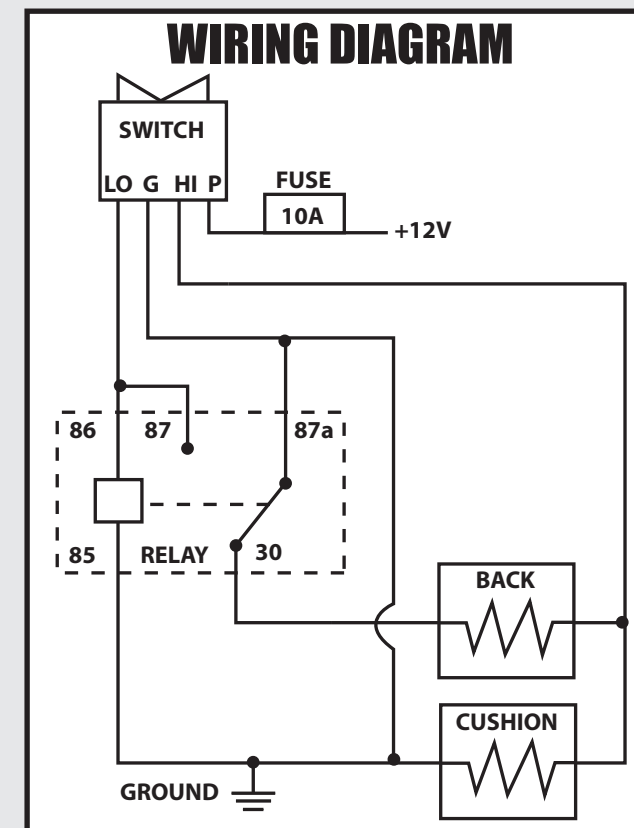 WIRING DIAGRAM
SWITCH
LO G HI P
FUSE
10A
+12V
86 87 87a
85 RELAY 30
BACK
CUSHION
GROUND